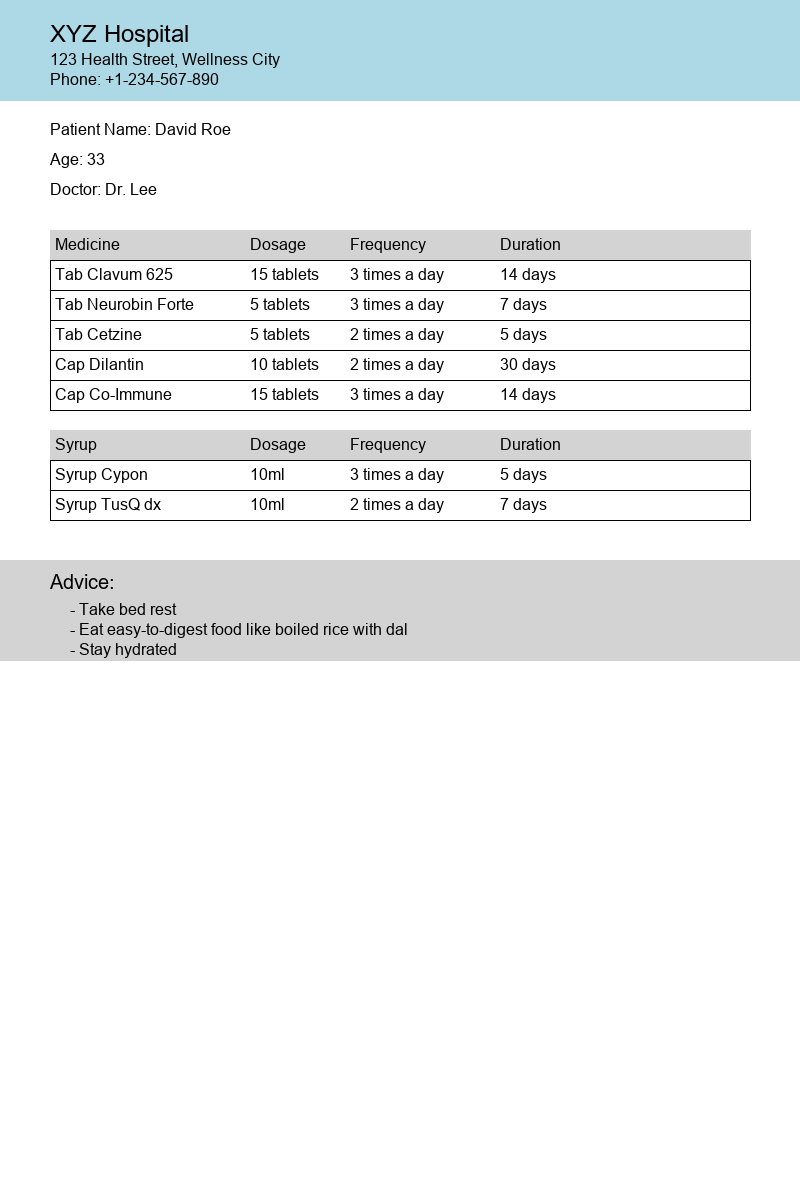 XYZ Hospital
123 Health Street, Wellness City
Phone: +1-234-567-890
Patient Name: David Roe
Age: 33
Doctor: Dr. Lee
Medicine Dosage Frequency Duration
Tab Clavum 625 15 tablets 3 times a day 14 days
Tab Neurobin Forte 5 tablets 3 times a day 7 days
Tab Cetzine 5 tablets 2 times a day 5 days
Cap Dilantin 10 tablets 2 times a day 30 days
Cap Co-Immune 15 tablets 3 times a day 14 days
Syrup Dosage Frequency Duration
Syrup Cypon 10ml 3 times a day 5 days
Syrup TusQ dx 10ml 2 times a day 7 days
Advice:
- Take bed rest
- Eat easy-to-digest food like boiled rice with dal
- Stay hydrated